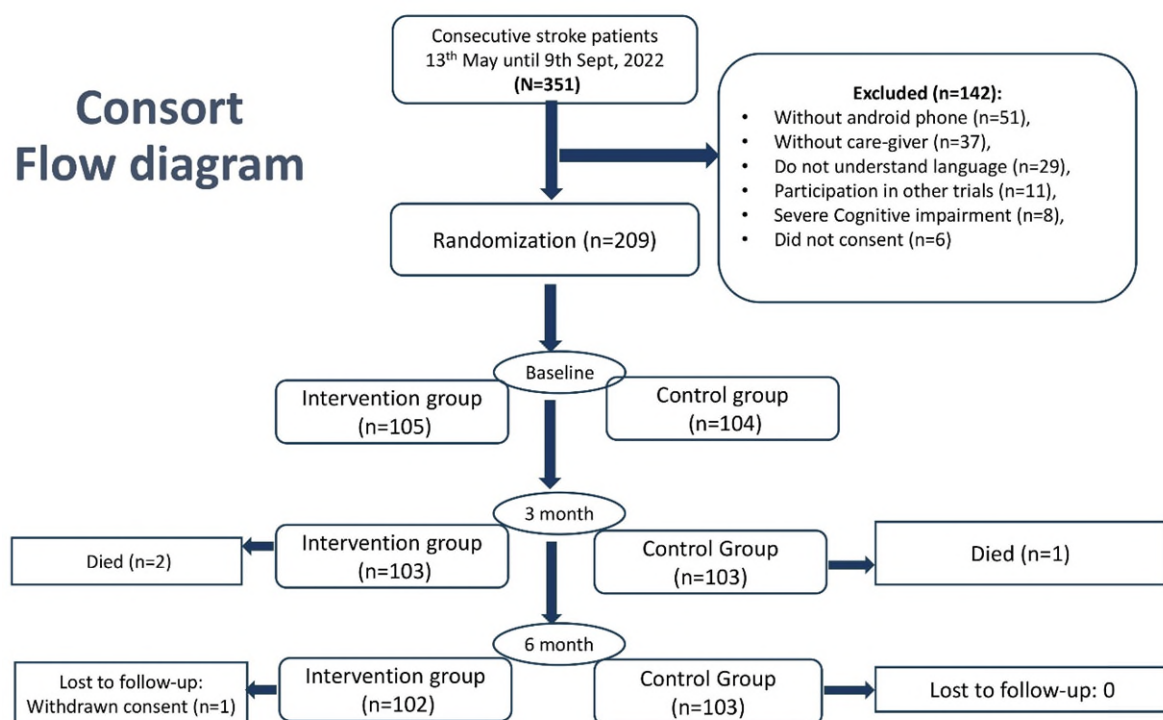 Consort
Flow diagram
Consecutive stroke patients
13th May until 9th Sept, 2022
(N=351)
Excluded (n=142):
• Without android phone (n=51),
• Without care-giver (n=37),
• Do not understand language (n=29),
• Participation in other trials (n=11),
• Severe Cognitive impairment (n=8),
• Did not consent (n=6)
Randomization (n=209)
Baseline
Intervention group
(n=105)
Control group
(n=104)
3 month
Died (n=2)
Intervention group
(n=103)
Control Group
(n=103)
Died (n=1)
6 month
Lost to follow-up:
Withdrawn consent (n=1)
Intervention group
(n=102)
Control Group
(n=103)
Lost to follow-up: 0